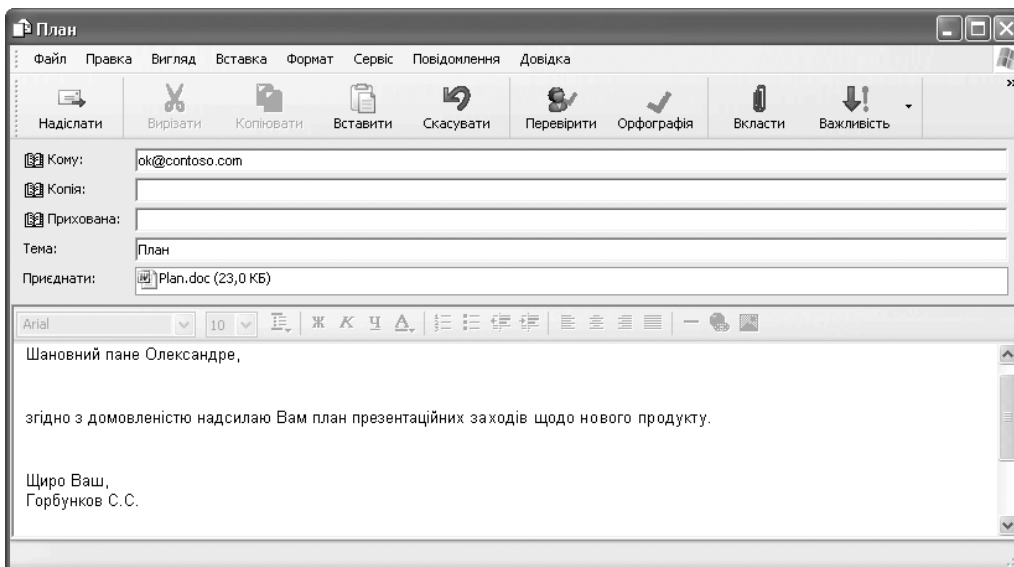 План
Файл Правка Вигляд Вставка Формат Сервіс Повідомлення Довідка
Надіслати Вирізати Копіювати Вставити Скасувати Перевірити Орфографія Вкласти Важливість
Кому: ok@contoso.com
Копія:
Прихована:
Тема: План
Приєднати: Plan.doc (23,0 КБ)
Arial 10 Ж К Ч А
Шановний пане Олександре,
згідно з домовленістю надсилаю Вам план презентаційних заходів щодо нового продукту.
Щиро Ваш,
Горбунков С.С.